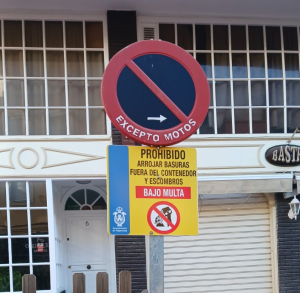 EXCEPTO MOTOS
PROHIBIDO
ARROJAR BASURAS
FUERA DEL CONTENEDOR
Y ESCOMBROS
BAJO MULTA